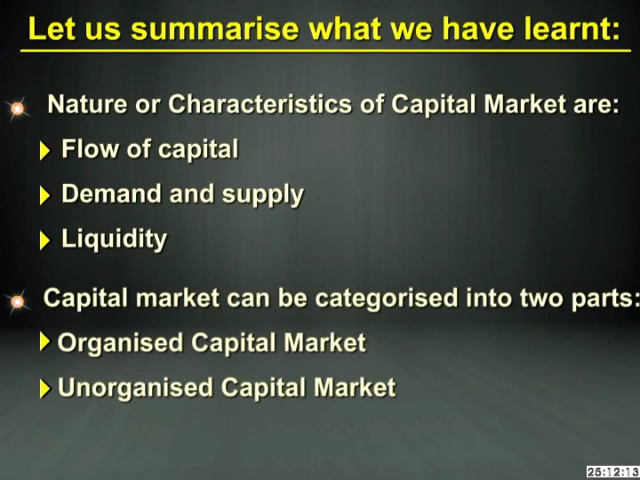 Let us summarise what we have learnt:
Nature or Characteristics of Capital Market are:
Flow of capital
Demand and supply
Liquidity
Capital market can be categorised into two parts:
Organised Capital Market
Unorganised Capital Market
25:12:13